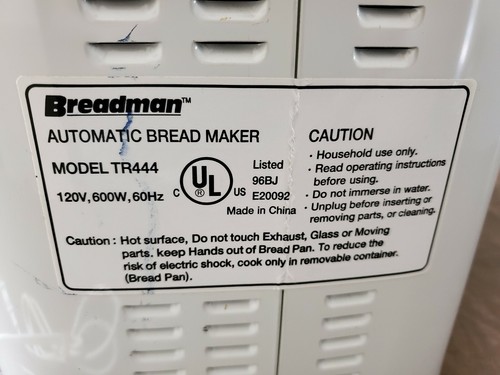 Breadman™
AUTOMATIC BREAD MAKER
MODEL TR444
120V, 600W, 60Hz
C UL® US
Listed
96BJ
E20092
Made in China
CAUTION
· Household use only.
· Read operating instructions
before using.
· Do not immerse in water.
· Unplug before inserting or
removing parts, or cleaning.
Caution : Hot surface, Do not touch Exhaust, Glass or Moving
parts. keep Hands out of Bread Pan. To reduce the
risk of electric shock, cook only in removable container.
(Bread Pan).